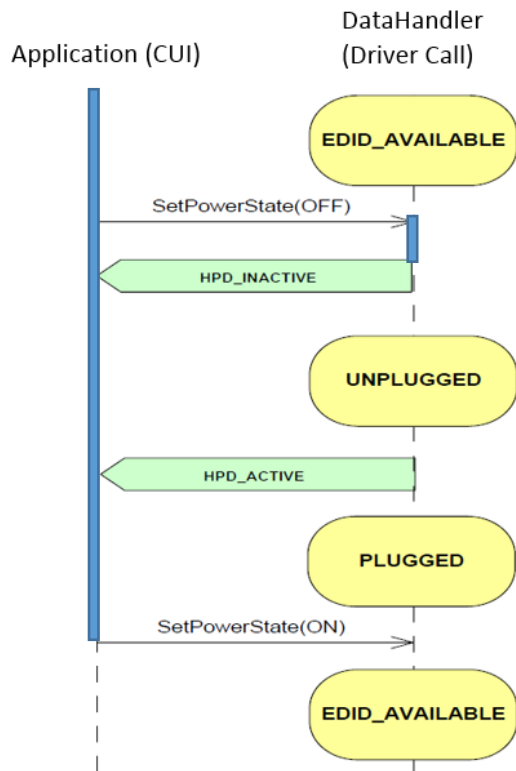 DataHandler
Application (CUI)
(Driver Call)
EDID_AVAILABLE
SetPowerState(OFF)
HPD_INACTIVE
UNPLUGGED
HPD_ACTIVE
PLUGGED
SetPowerState(ON)
EDID_AVAILABLE